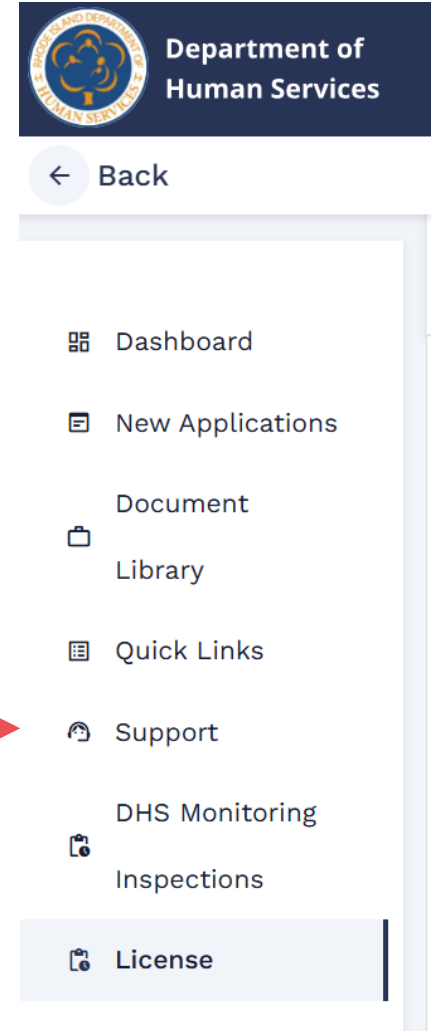 RHODE ISLAND DEPARTMENT OF
HUMAN SERVICES
Department of
Human Services
Back
Dashboard
New Applications
Document
Library
Quick Links
Support
DHS Monitoring
Inspections
License